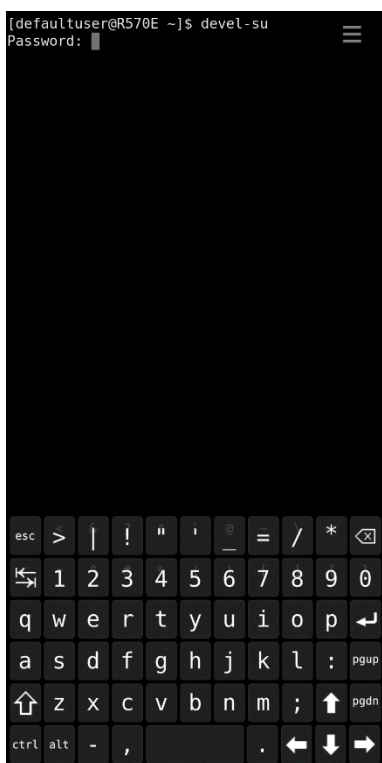 [defaultuser@R570E ~]$ devel-su
Password:
esc > | ! " ' _ = / *
1 2 3 4 5 6 7 8 9 0
q w e r t y u i o p
a s d f g h j k l : pgup
z x c v b n m ; pgdn
ctrl alt - , .